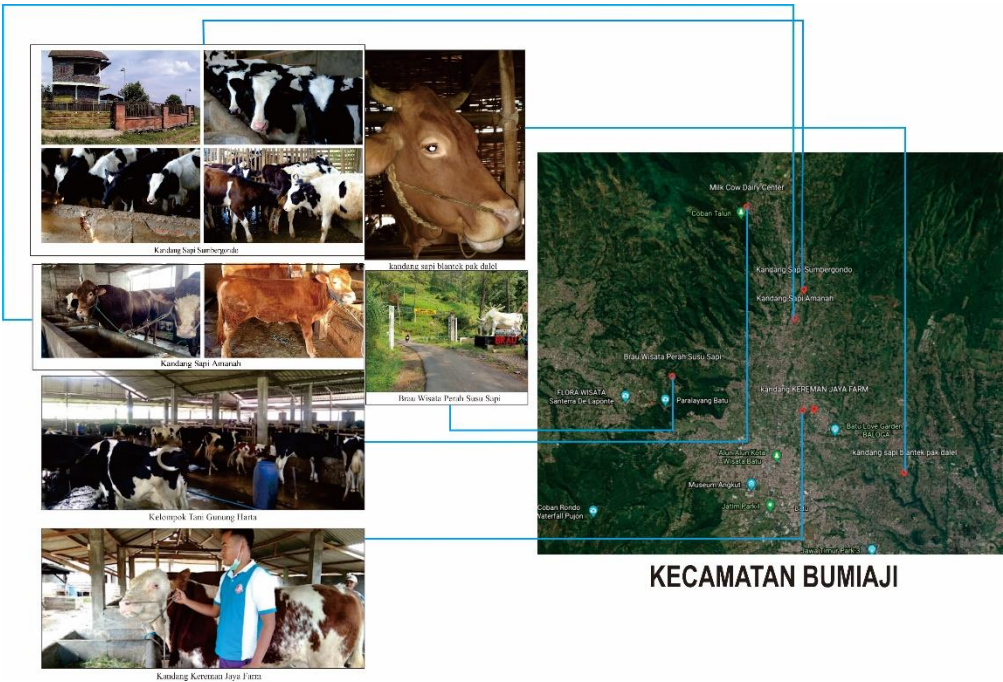 Kandang Sapi Sumbergondo
kandang sapi blantek pak dalel
Kandang Sapi Amanah
BRAU
Brau Wisata Perah Susu Sapi
Kelompok Tani Gunung Harta
Kandang Kereman Jaya Farm
Milk Cow Dairy Center
Coban Talun
Kandang Sapi Sumbergondo
Kandang Sapi Amanah
Brau Wisata Perah Susu Sapi
kandang KEREMAN JAYA FARM
FLORA WISATA
Santerra De Laponte
Paralayang Batu
Batu Love Garden
BALOGA
Alun Alun Kota
Wisata Batu
kandang sapi blantek pak dalel
Museum Angkut
Jatim Park 1
Batu
Coban Rondo
Waterfall Pujon
Jawa Timur Park 3
KECAMATAN BUMIAJI